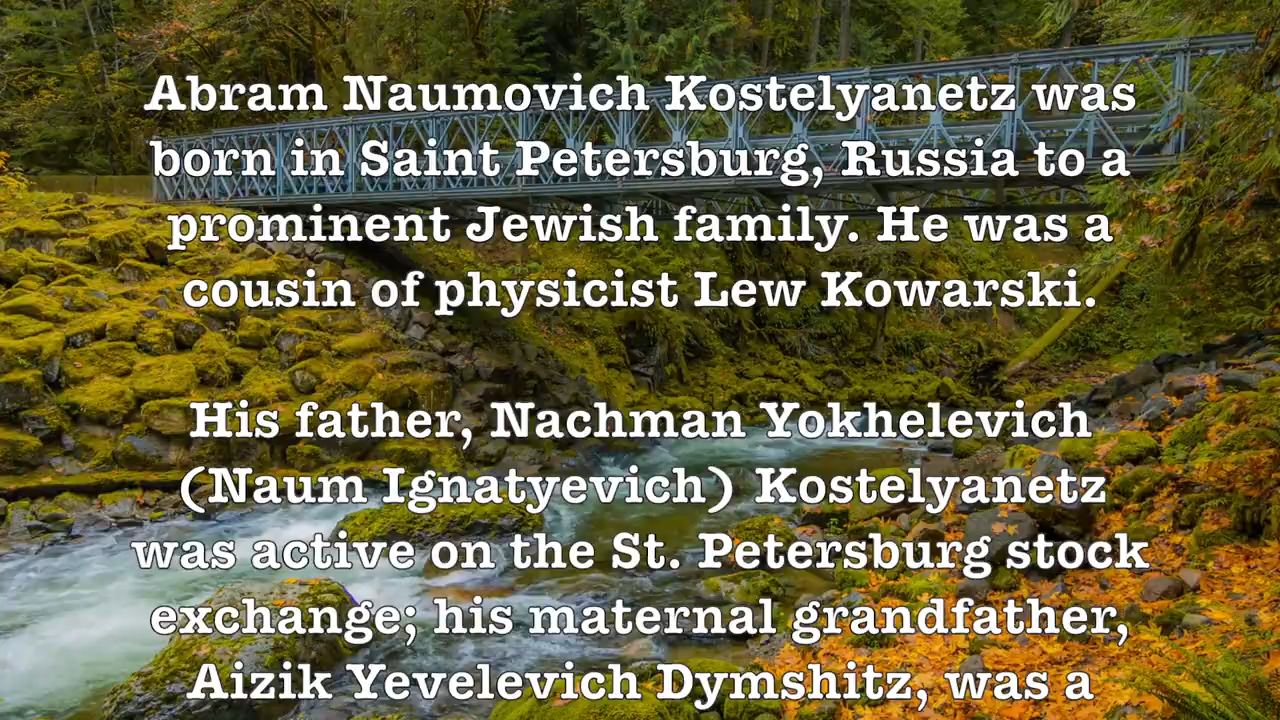 Abram Naumovich Kostelyanetz was
born in Saint Petersburg, Russia to a
prominent Jewish family. He was a
cousin of physicist Lew Kowarski.
His father, Nachman Yokhelevich
(Naum Ignatyevich) Kostelyanetz
was active on the St. Petersburg stock
exchange; his maternal grandfather,
Aizik Yevelevich Dymshitz, was a